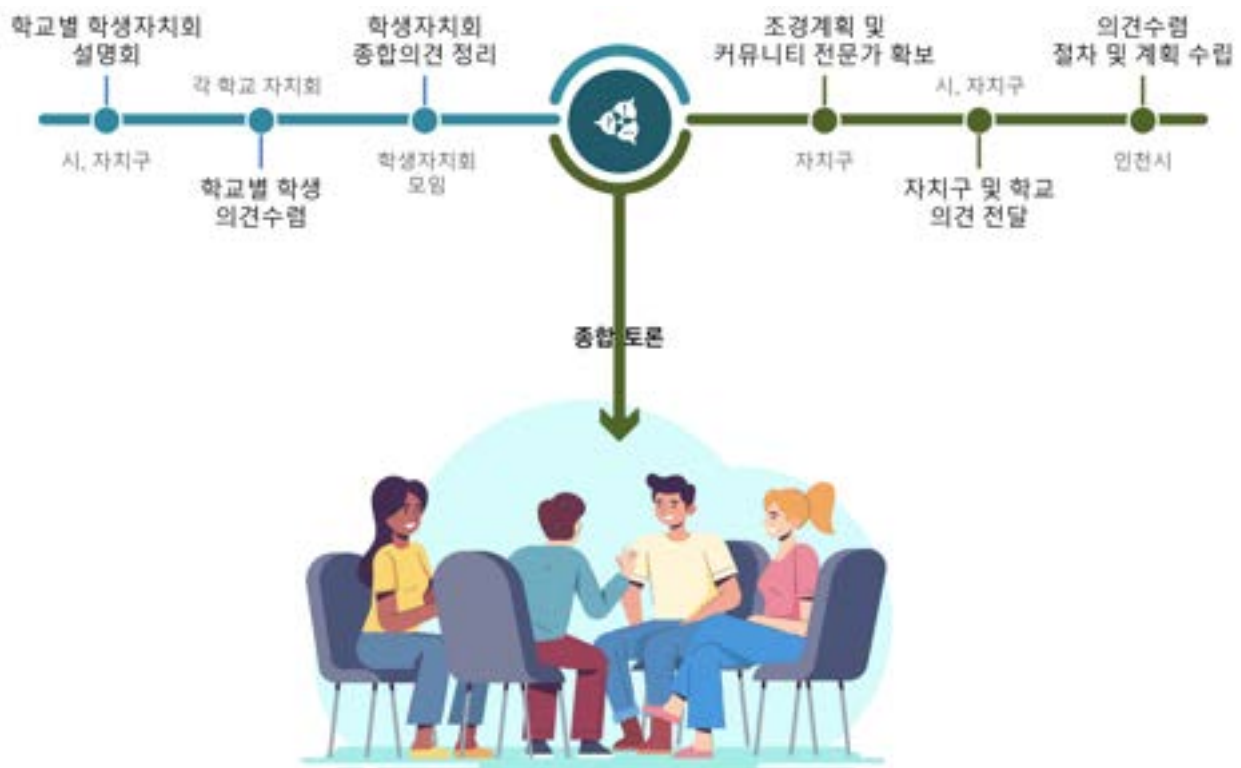 학교별 학생자치회
설명회
시, 자치구
각 학교 자치회
학교별 학생
의견수렴
학생자치회
종합의견 정리
학생자치회
모임
조경계획 및
커뮤니티 전문가 확보
자치구
시, 자치구
자치구 및 학교
의견 전달
의견수렴
절차 및 계획 수립
인천시
종합 토론